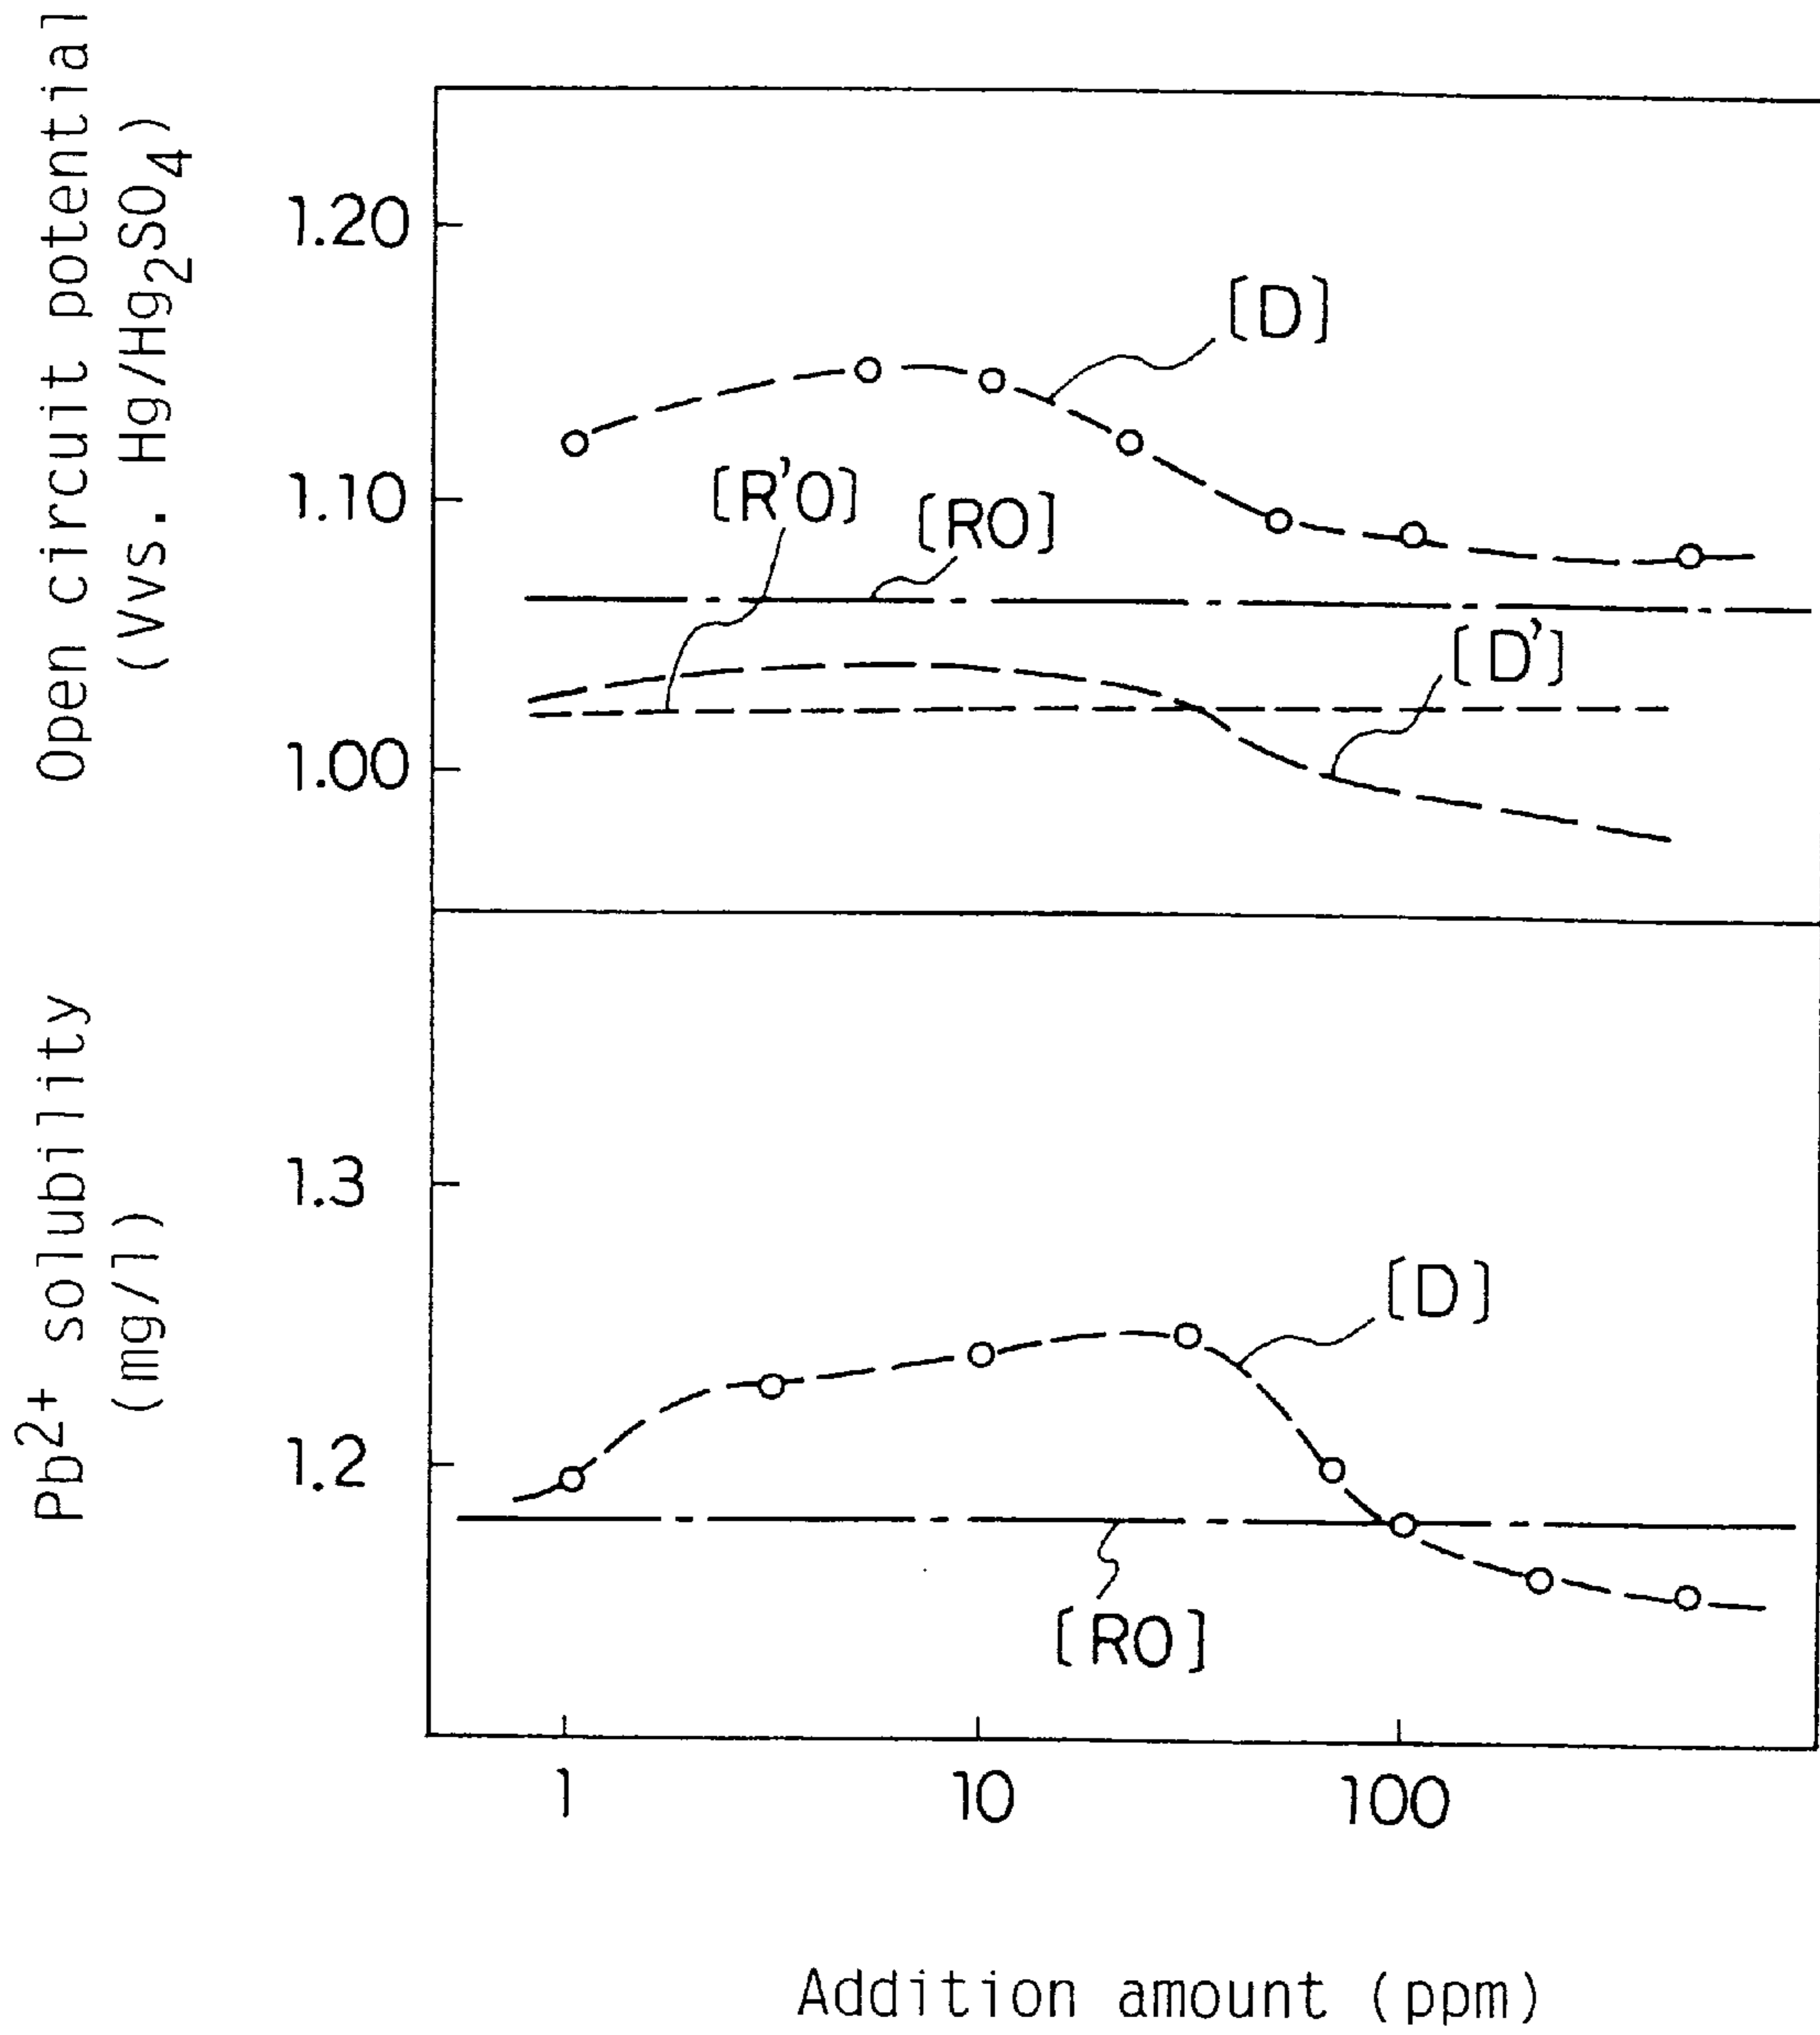 Open circuit potential
(Vvs. Hg/Hg2SO4)
1.20
1.10
1.00
[D]
[R'O]
[RO]
[D']
Pb2+ solubility
(mg/l)
1.3
1.2
[D]
[RO]
1
10
100
Addition amount (ppm)